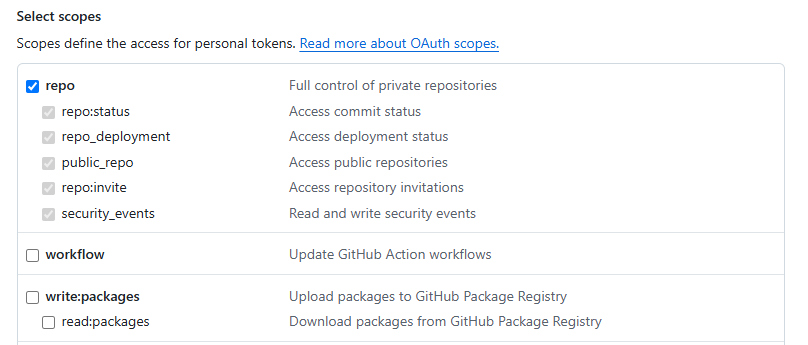 Select scopes
Scopes define the access for personal tokens. Read more about OAuth scopes.
repo Full control of private repositories
repo:status Access commit status
repo_deployment Access deployment status
public_repo Access public repositories
repo:invite Access repository invitations
security_events Read and write security events
workflow Update GitHub Action workflows
write:packages Upload packages to GitHub Package Registry
read:packages Download packages from GitHub Package Registry